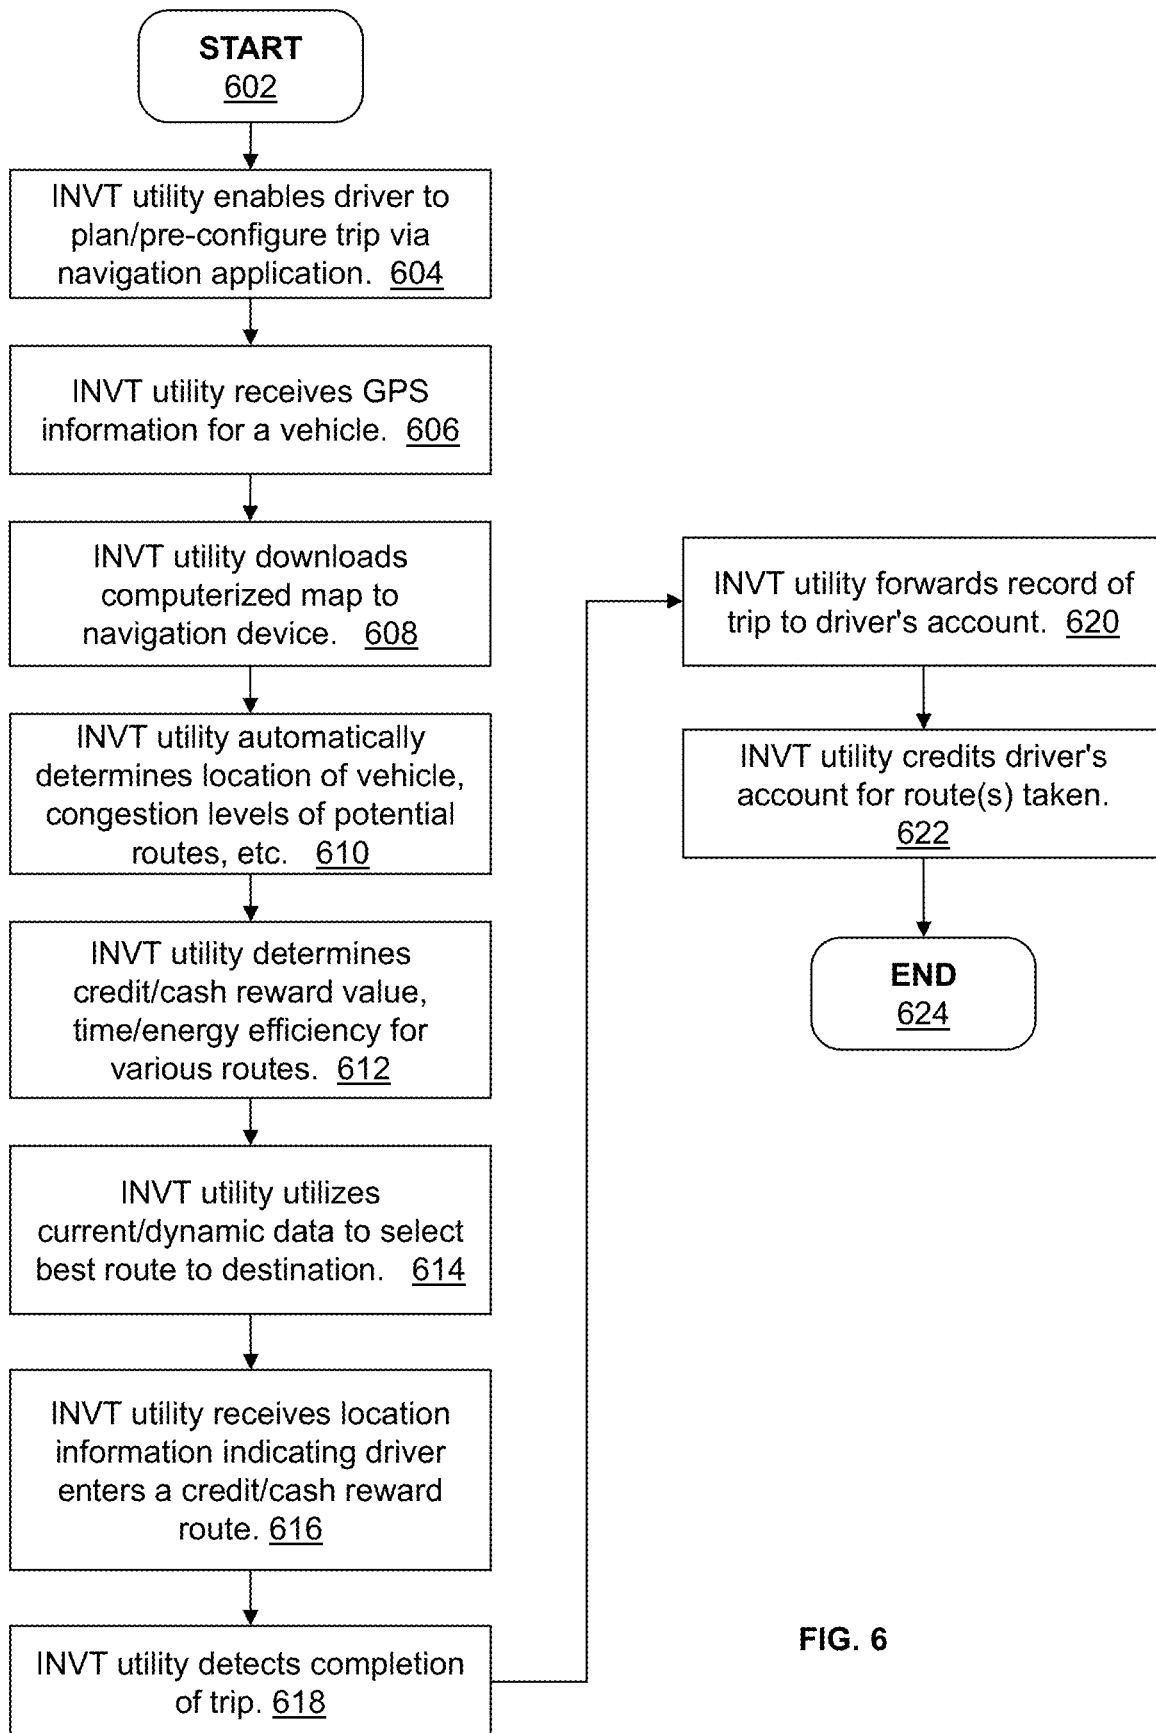 START
602
INVT utility enables driver to
plan/pre-configure trip via
navigation application. 604
INVT utility receives GPS
information for a vehicle. 606
INVT utility downloads
computerized map to
navigation device. 608
INVT utility automatically
determines location of vehicle,
congestion levels of potential
routes, etc. 610
INVT utility determines
credit/cash reward value,
time/energy efficiency for
various routes. 612
INVT utility utilizes
current/dynamic data to select
best route to destination. 614
INVT utility receives location
information indicating driver
enters a credit/cash reward
route. 616
INVT utility detects completion
of trip. 618
INVT utility forwards record of
trip to driver's account. 620
INVT utility credits driver's
account for route(s) taken.
622
END
624
FIG. 6